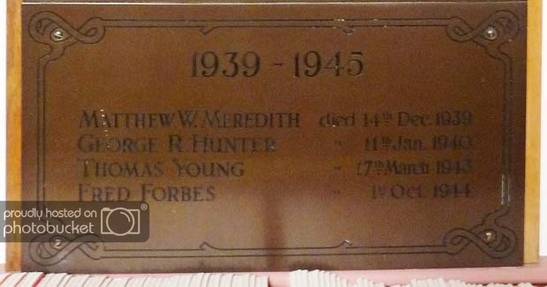 photobucket
1939 - 1945
MATTHEW W. MEREDITH died 14th Dec. 1939
GEORGE R. HUNTER " 11th Jan. 1940
THOMAS YOUNG " 17th March 1943
FRED FORBES " 1st Oct. 1944
proudly hosted on
photobucket